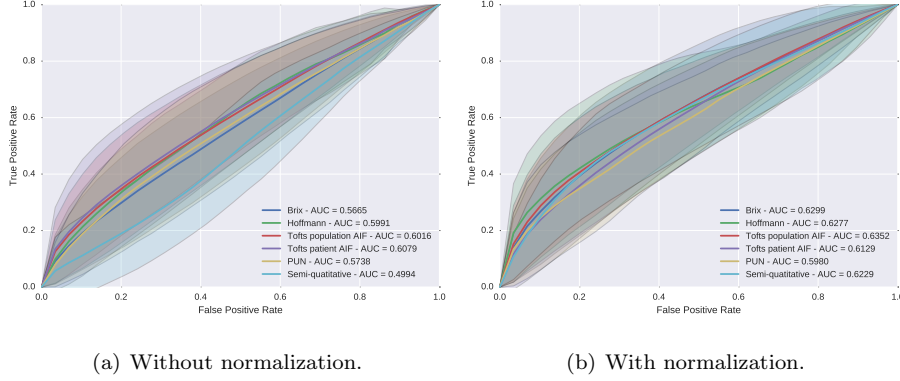 1.0
0.8
0.6
0.4
0.2
0.0
True Positive Rate
Brix - AUC = 0.5665
Hoffmann - AUC = 0.5991
Tofts population AIF - AUC = 0.6016
Tofts patient AIF - AUC = 0.6079
PUN - AUC = 0.5738
Semi-quatitative - AUC = 0.4994
0.0 0.2 0.4 0.6 0.8 1.0
False Positive Rate
(a) Without normalization.
1.0
0.8
0.6
0.4
0.2
0.0
True Positive Rate
Brix - AUC = 0.6299
Hoffmann - AUC = 0.6277
Tofts population AIF - AUC = 0.6352
Tofts patient AIF - AUC = 0.6129
PUN - AUC = 0.5980
Semi-quatitative - AUC = 0.6229
0.0 0.2 0.4 0.6 0.8 1.0
False Positive Rate
(b) With normalization.